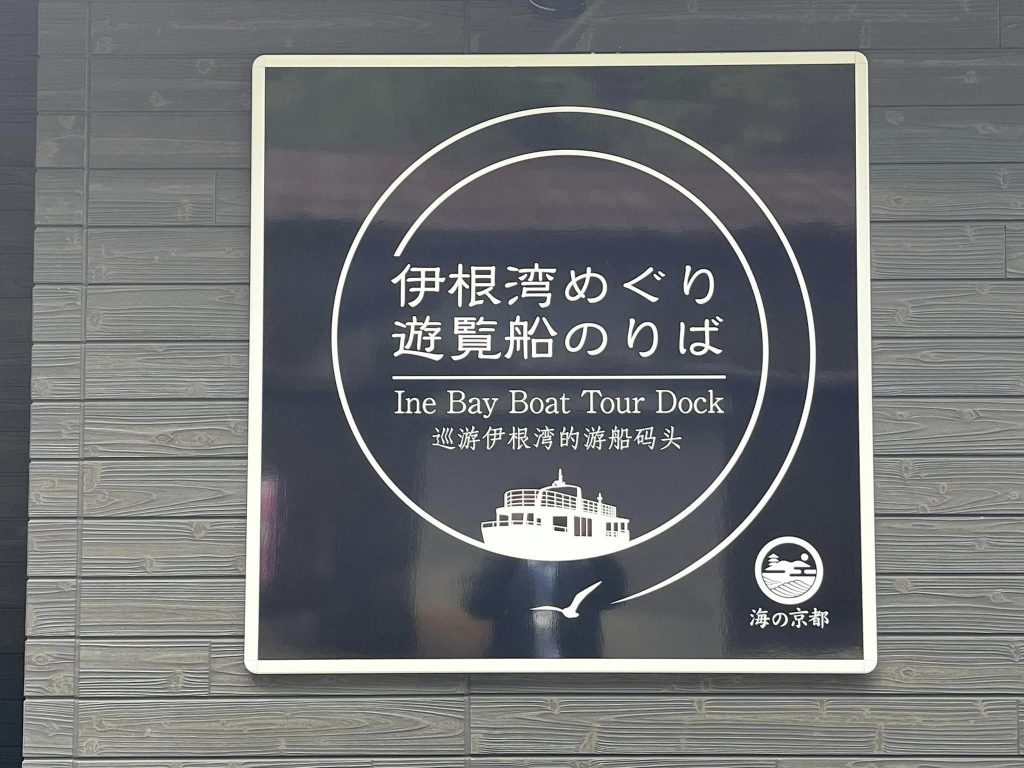 伊根湾めぐり
遊覧船のりば
Ine Bay Boat Tour Dock
巡游伊根湾的游船码头
海の京都